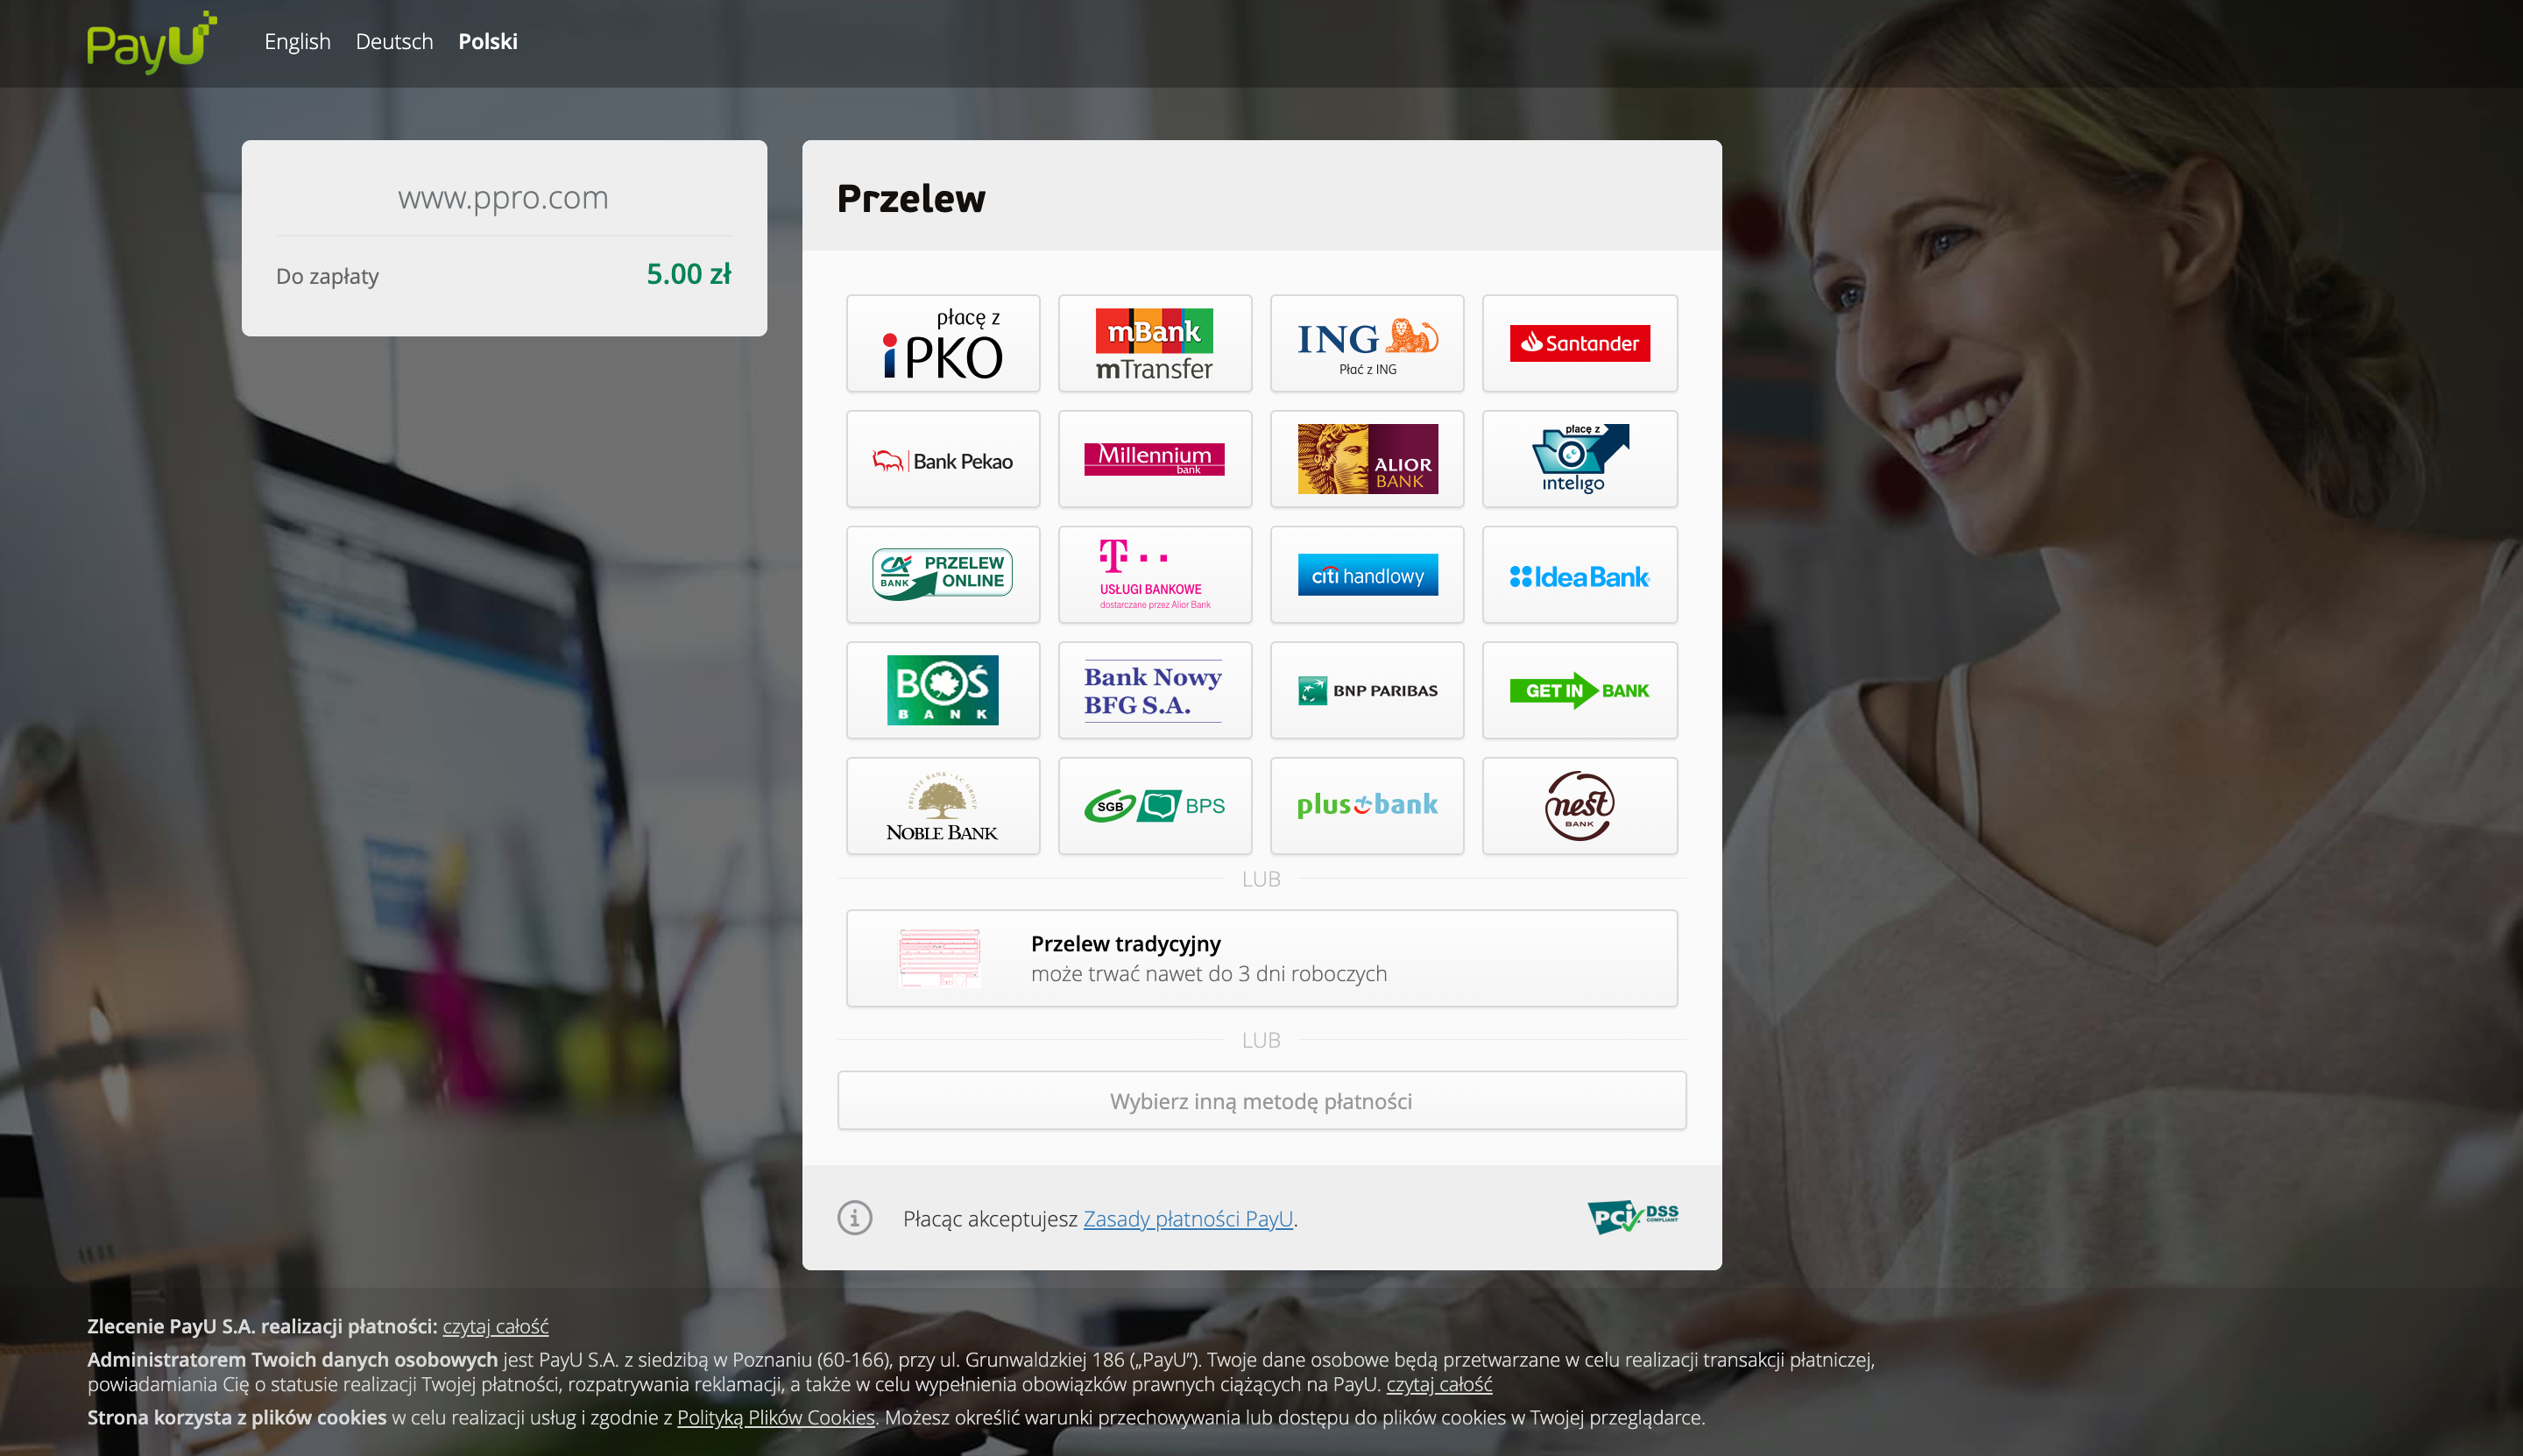 PayU
English Deutsch Polski
www.ppro.com
Do zapłaty 5.00 zł
Przelew
płacę z
iPKO
mBank
mTransfer
ING
Płać z ING
Santander
Bank Pekao
Millennium
bank
ALIOR
BANK
płacę z
inteligo
CA
BANK
PRZELEW
ONLINE
T
USŁUGI BANKOWE
dostarczane przez Alior Bank
citi handlowy
IdeaBank
BOŚ
BANK
Bank Nowy
BFG S.A.
BNP PARIBAS
GET IN BANK
PRIVATE BANK · LC GROUP
NOBLE BANK
SGB BPS
plus bank
nest
BANK
LUB
Przelew tradycyjny
może trwać nawet do 3 dni roboczych
LUB
Wybierz inną metodę płatności
Płacąc akceptujesz Zasady płatności PayU.
PCI DSS
COMPLIANT
Zlecenie PayU S.A. realizacji płatności: czytaj całość
Administratorem Twoich danych osobowych jest PayU S.A. z siedzibą w Poznaniu (60-166), przy ul. Grunwaldzkiej 186 („PayU”). Twoje dane osobowe będą przetwarzane w celu realizacji transakcji płatniczej,
powiadamiania Cię o statusie realizacji Twojej płatności, rozpatrywania reklamacji, a także w celu wypełnienia obowiązków prawnych ciążących na PayU. czytaj całość
Strona korzysta z plików cookies w celu realizacji usług i zgodnie z Polityką Plików Cookies. Możesz określić warunki przechowywania lub dostępu do plików cookies w Twojej przeglądarce.